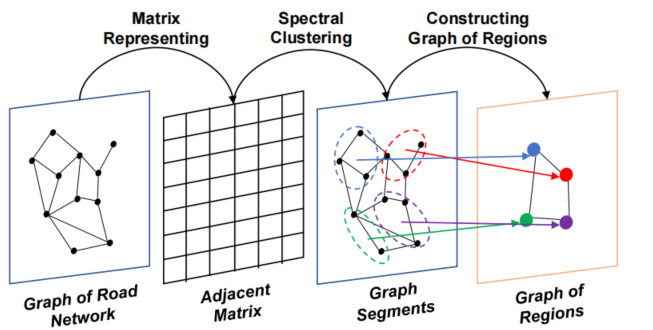 Matrix
Representing
Spectral
Clustering
Constructing
Graph of Regions
Graph of Road
Network
Adjacent
Matrix
Graph
Segments
Graph of
Regions